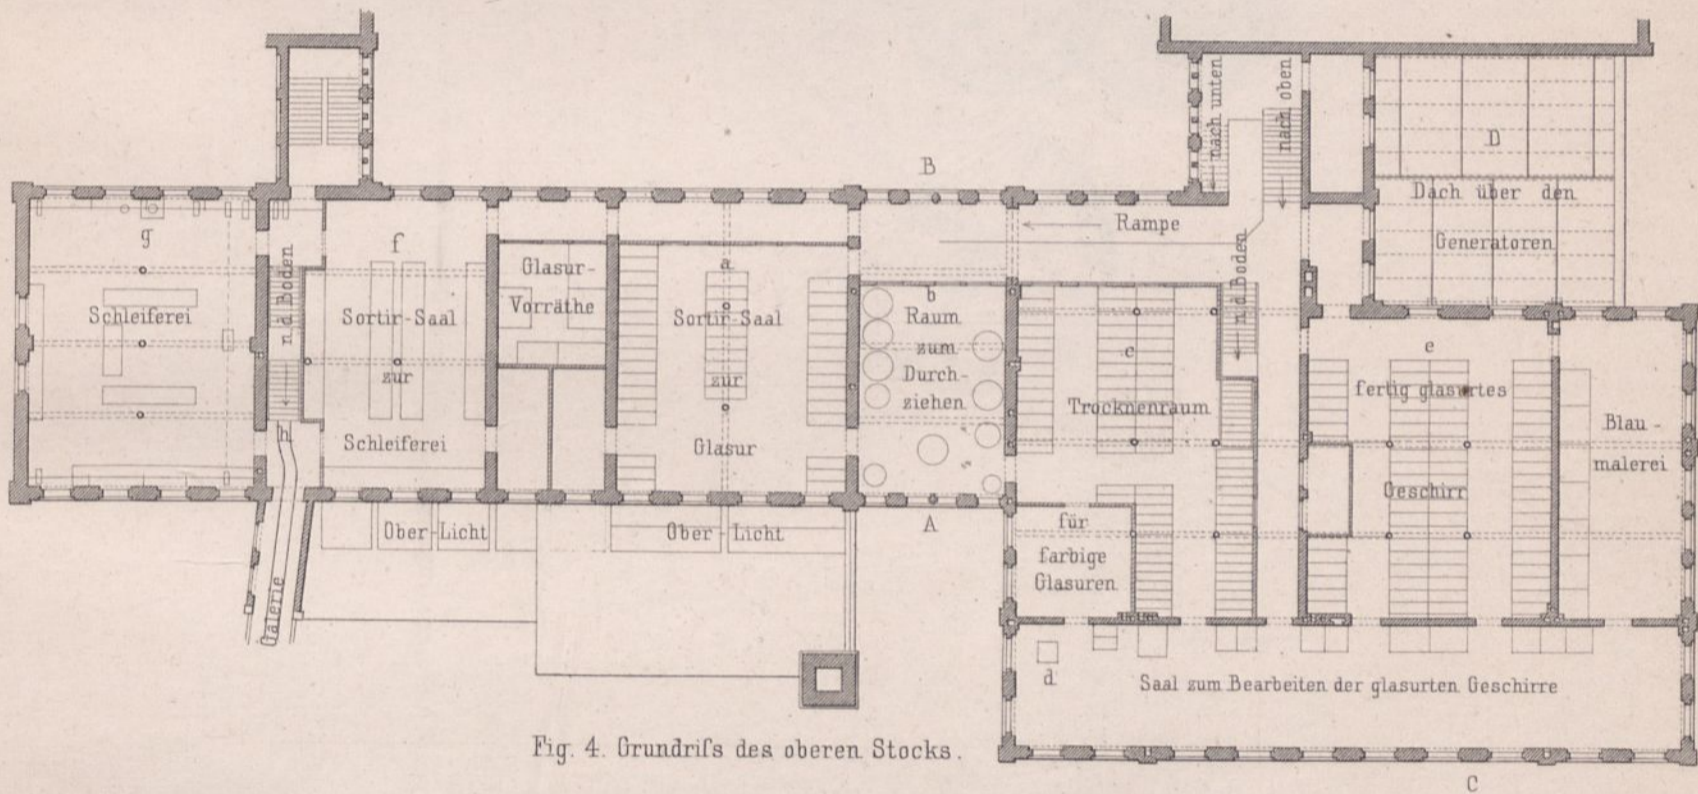 nach unten
nach oben
D
B
Dach über den
Generatoren
Rampe
g
f
n. d. Boden
Schleiferei
Sortir-Saal
zur
Schleiferei
Glasur-
Vorräthe
a
Sortir-Saal
zur
Glasur
b
Raum
zum
Durch-
ziehen
c
Trocknenraum
n. d. Boden
e
fertig glasurtes
Geschirr
Blau-
malerei
h
Galerie
Ober-Licht
Ober-Licht
A
für
farbige
Glasuren
d
Saal zum Bearbeiten der glasurten Geschirre
C
Fig. 4. Grundriſs des oberen Stocks.